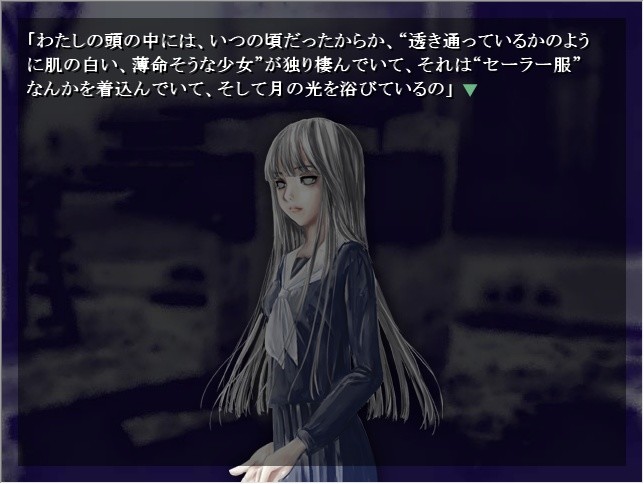 「わたしの頭の中には、いつの頃だったからか、“透き通っているかのよう
に肌の白い、薄命そうな少女”が独り棲んでいて、それは“セーラー服”
なんかを着込んでいて、そして月の光を浴びているの」